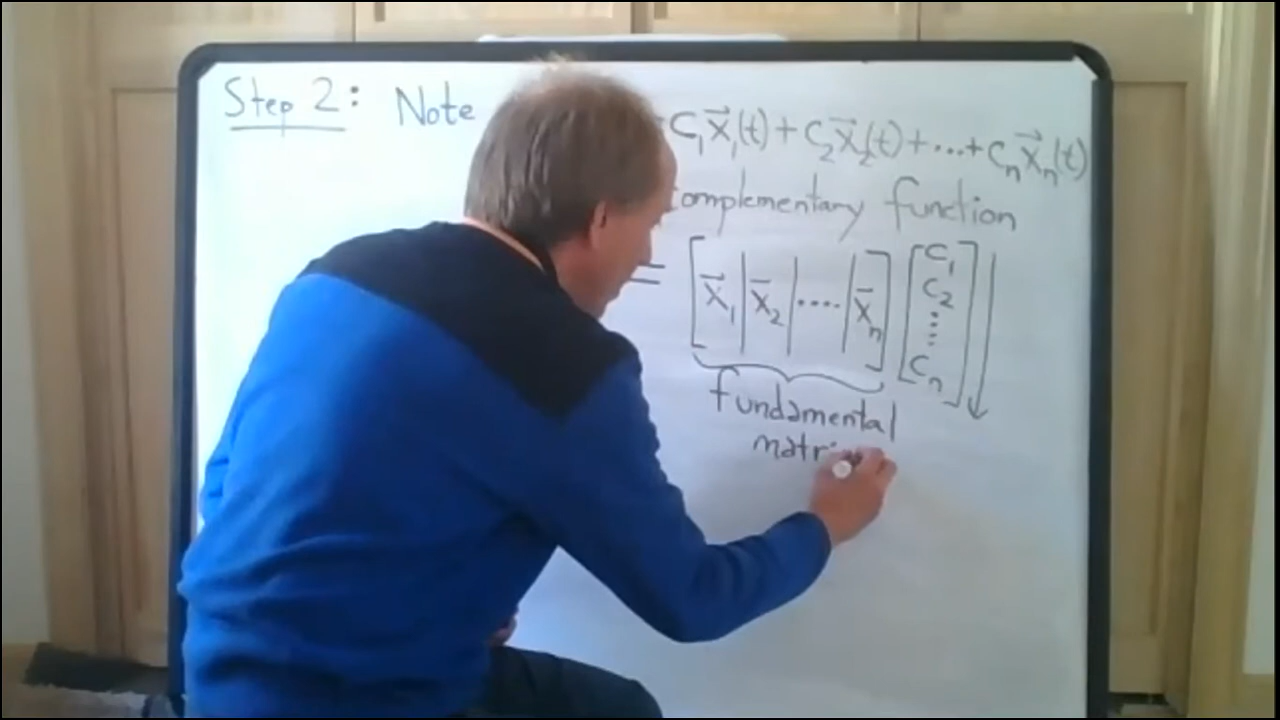 Step 2: Note
= C₁x⃗₁(t) + C₂x⃗₂(t) + ... + Cₙx⃗ₙ(t)
complementary function
= [x⃗₁ | x⃗₂ | .... | x⃗ₙ] [C₁ C₂ ⋮ Cₙ]
fundamental
matri